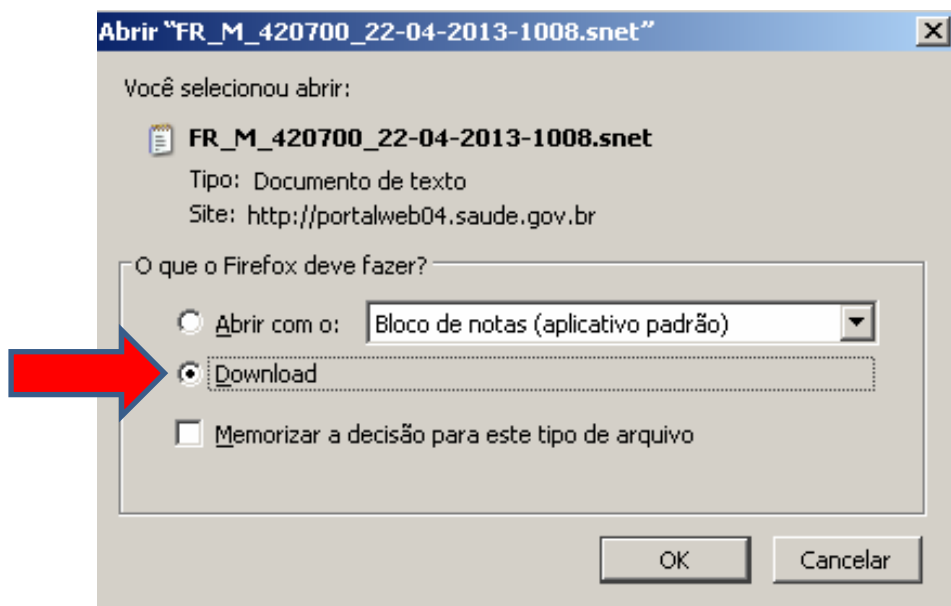 Abrir “FR_M_420700_22-04-2013-1008.snet”
Você selecionou abrir:
FR_M_420700_22-04-2013-1008.snet
Tipo: Documento de texto
Site: http://portalweb04.saude.gov.br
O que o Firefox deve fazer?
Abrir com o: Bloco de notas (aplicativo padrão)
Download
Memorizar a decisão para este tipo de arquivo
OK Cancelar